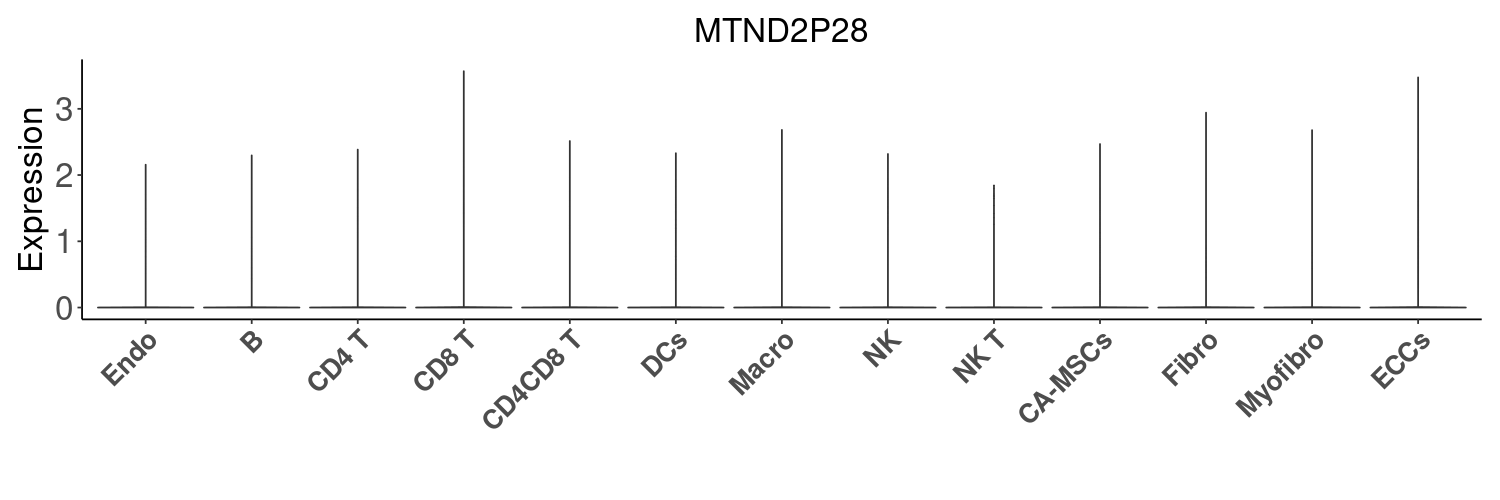 MTND2P28
Expression
3
2
1
0
Endo
B
CD4 T
CD8 T
CD4CD8 T
DCs
Macro
NK
NK T
CA-MSCs
Fibro
Myofibro
ECCs